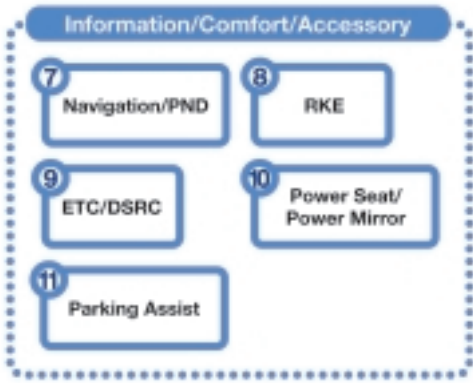 Information/Comfort/Accessory
7
Navigation/PND
8
RKE
9
ETC/DSRC
10
Power Seat/
Power Mirror
11
Parking Assist